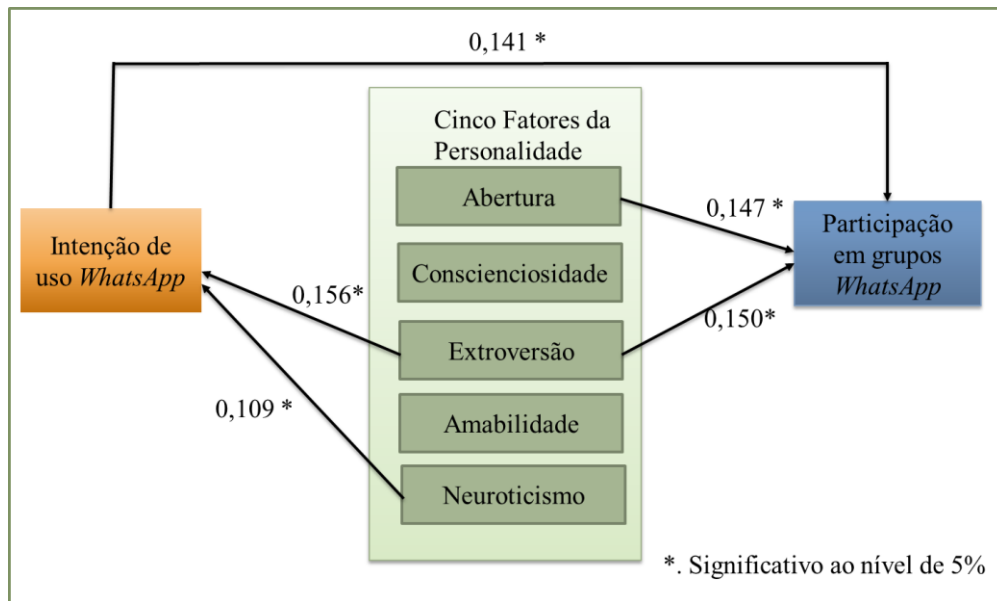 0,141 *
Cinco Fatores da
Personalidade
Abertura
0,147 *
Participação
em grupos
WhatsApp
Intenção de
uso WhatsApp
Conscienciosidade
0,156*
0,150*
Extroversão
0,109 *
Amabilidade
Neuroticismo
*. Significativo ao nível de 5%